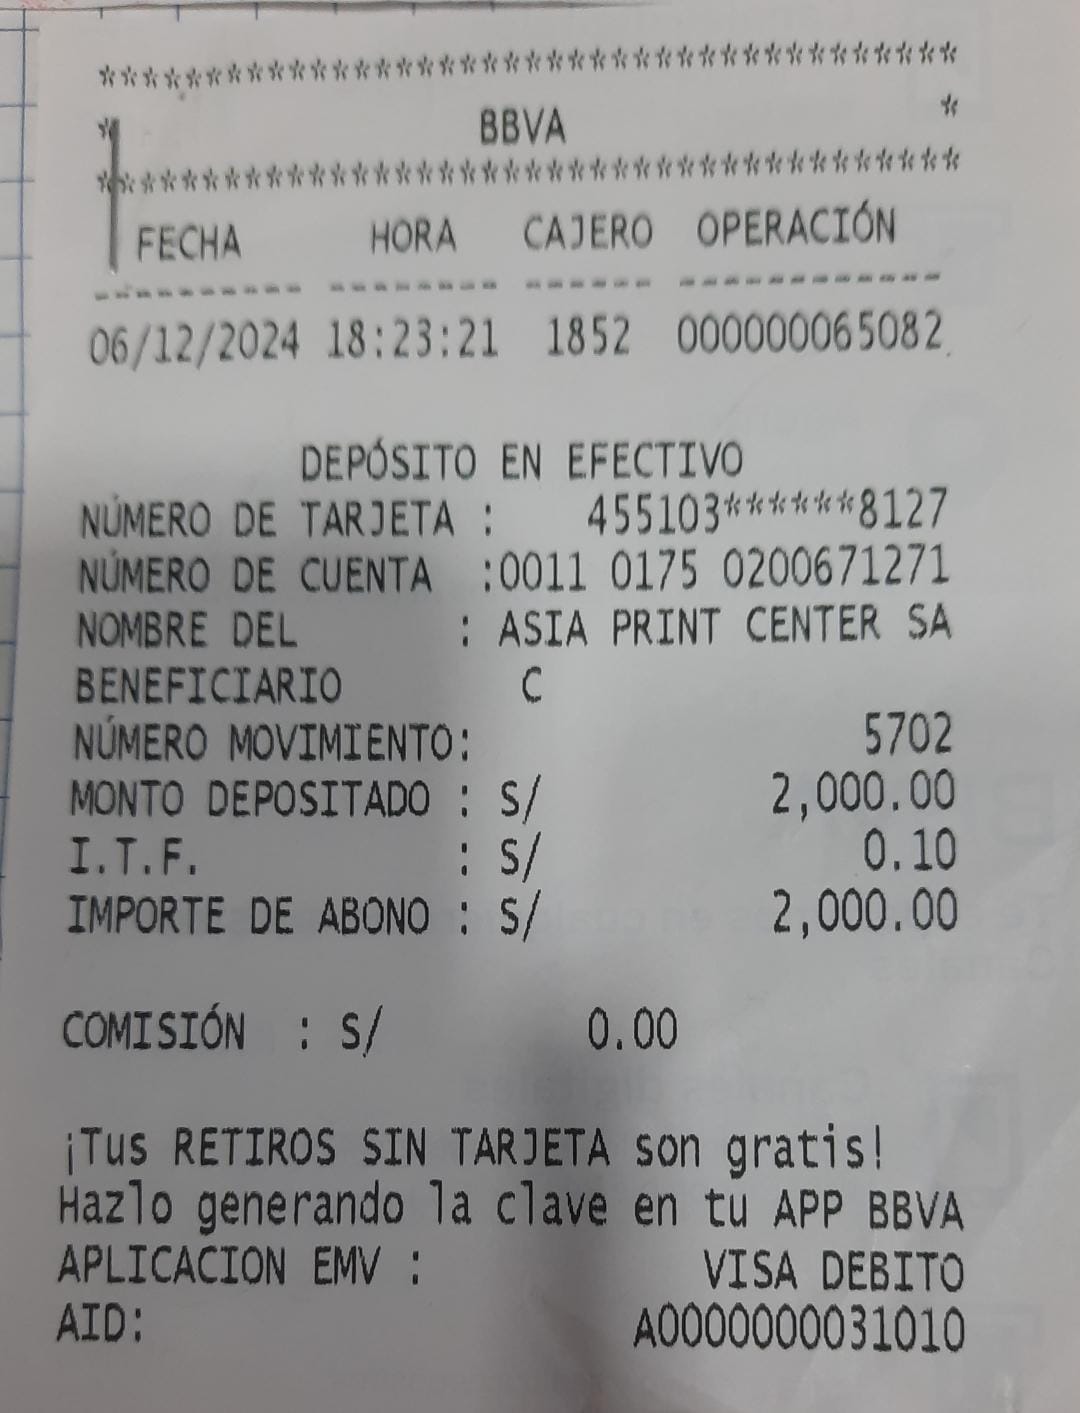 ****************************************
* BBVA *
****************************************
FECHA HORA CAJERO OPERACIÓN
---------- -------- ------ ------------
06/12/2024 18:23:21 1852 000000065082
DEPÓSITO EN EFECTIVO
NÚMERO DE TARJETA : 455103******8127
NÚMERO DE CUENTA :0011 0175 0200671271
NOMBRE DEL : ASIA PRINT CENTER SA
BENEFICIARIO C
NÚMERO MOVIMIENTO: 5702
MONTO DEPOSITADO : S/ 2,000.00
I.T.F. : S/ 0.10
IMPORTE DE ABONO : S/ 2,000.00
COMISIÓN : S/ 0.00
¡Tus RETIROS SIN TARJETA son gratis!
Hazlo generando la clave en tu APP BBVA
APLICACION EMV : VISA DEBITO
AID: A0000000031010